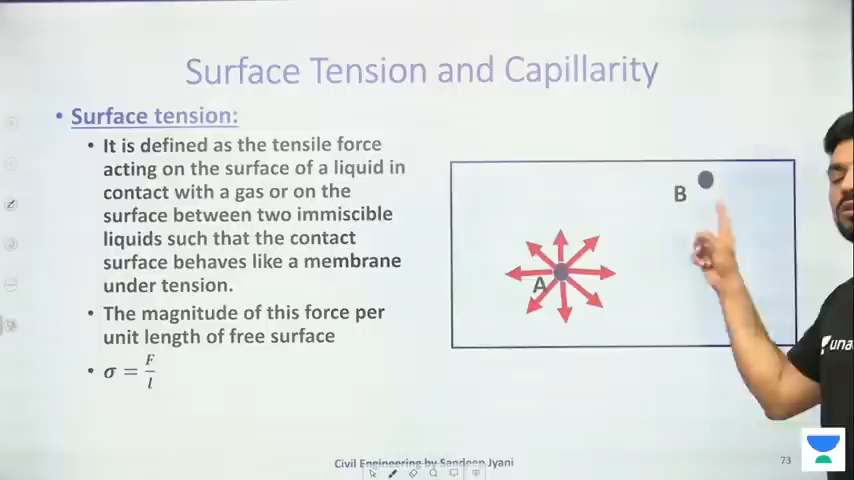 Surface Tension and Capillarity
• Surface tension:
• It is defined as the tensile force
acting on the surface of a liquid in
contact with a gas or on the
surface between two immiscible
liquids such that the contact
surface behaves like a membrane
under tension.
• The magnitude of this force per
unit length of free surface
• σ = F/l
B
A
una
Civil Engineering by Sandeep Jyani
73